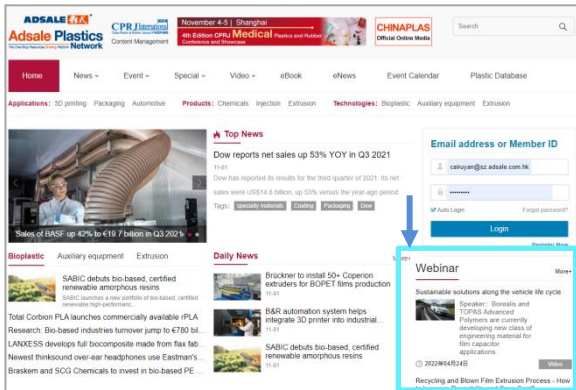 ADSALE 雅式
Adsale Plastics
Network
CPRJ International
Content Management
November 4-5 | Shanghai
4th Edition CPRJ Medical Plastics and Rubber
Conference and Showcase
CHINAPLAS
Official Online Media
Search
Home
News
Event
Special
Video
eBook
eNews
Event Calendar
Plastic Database
Applications: 3D printing Packaging Automotive Products: Chemicals Injection Extrusion Technologies: Bioplastic Auxiliary equipment Extrusion
Sales of BASF up 42% to €19.7 billion in Q3 2021
Top News
Dow reports net sales up 53% YOY in Q3 2021
11-01
Dow has reported its results for the third quarter of 2021. Its net
sales were US$14.8 billion, up 53% versus the year-ago period.
Tags: specialty materials Coating Packaging Dow
Email address or Member ID
cairuyan@sz.adsale.com.hk
Auto Login
Forgot password?
Login
Register Now
Bioplastic Auxiliary equipment Extrusion
SABIC debuts bio-based, certified
renewable amorphous resins
SABIC launches a new portfolio of bio-based, certified
renewable high-performanc...
Total Corbion PLA launches commercially available rPLA
Research: Bio-based industries turnover jump to €780 bil...
LANXESS develops full biocomposite made from flax fab...
Newest thinksound over-ear headphones use Eastman's...
Braskem and SCG Chemicals to invest in bio-based PE ...
Daily News
More+
Brückner to install 50+ Coperion
extruders for BOPET films production
11-01
B&R automation system helps
integrate 3D printer into industrial ...
11-01
SABIC debuts bio-based, certified
renewable amorphous resins
11-01
Webinar
More+
Sustainable solutions along the vehicle life cycle
Speaker: Borealis and
TOPAS Advanced
Polymers are currently
developing new class of
engineering material for
film capacitor
applications
2022年04月24日
Video
Recycling and Blown Film Extrusion Process - How